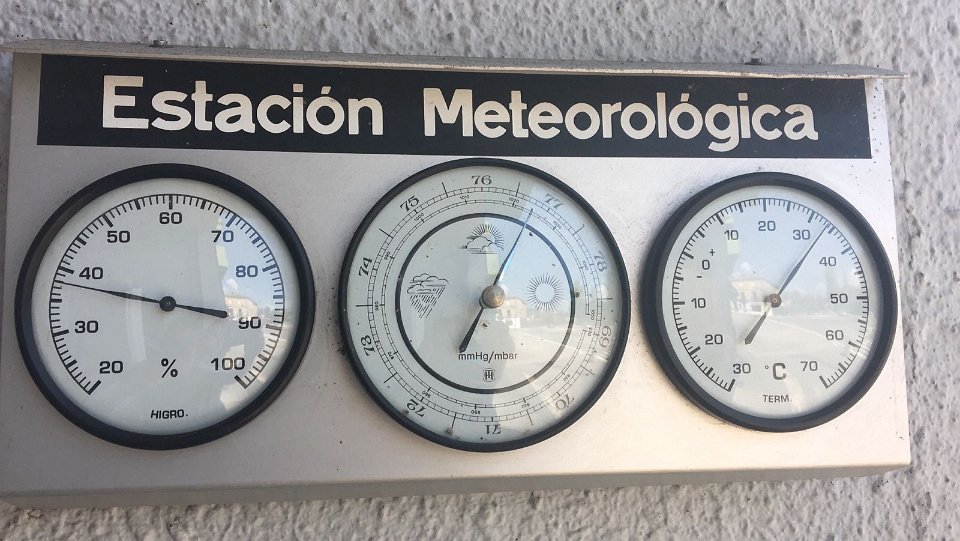 Estación Meteorológica
20 30 40 50 60 70 80 90 100
%
HIGRO.
73 74 75 76 77 78
mmHg/mbar
72 71 70 69
30 20 10 0 10 20 30 40 50 60 70
- +
°C
TERM.